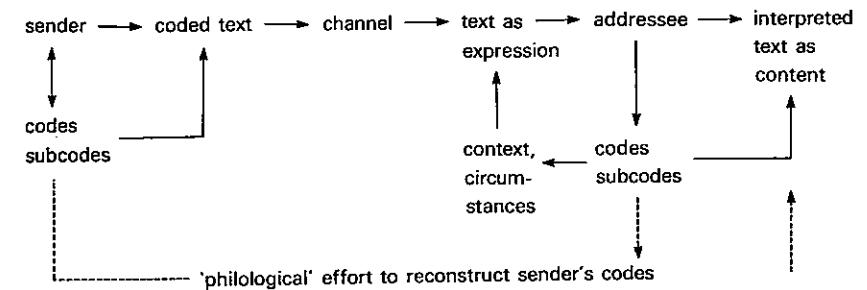 sender coded text channel text as addressee interpreted
expression text as
content
codes
subcodes
context, codes
circum- subcodes
stances
'philological' effort to reconstruct sender's codes